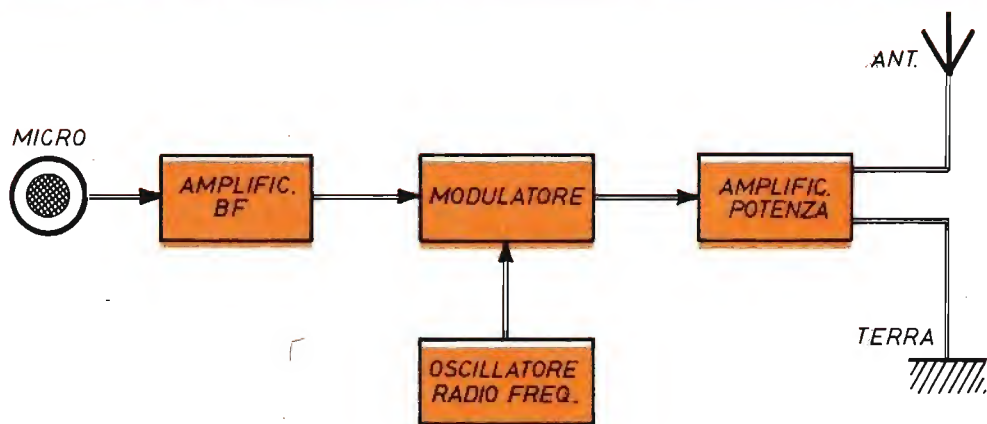 MICRO
AMPLIFIC.
BF
MODULATORE
AMPLIFIC.
POTENZA
ANT.
TERRA
OSCILLATORE
RADIO FREQ.